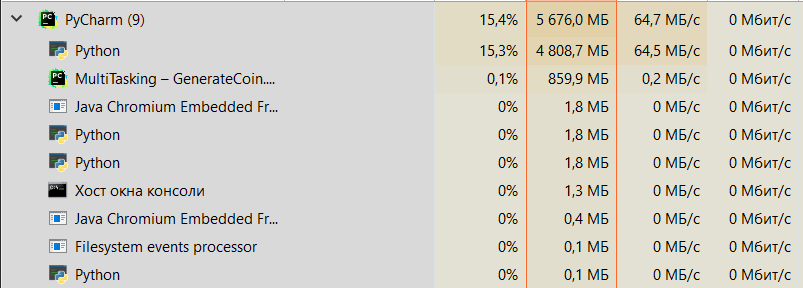 PyCharm (9) 15,4% 5 676,0 МБ 64,7 МБ/с 0 Мбит/с
Python 15,3% 4 808,7 МБ 64,5 МБ/с 0 Мбит/с
MultiTasking – GenerateCoin.... 0,1% 859,9 МБ 0,2 МБ/с 0 Мбит/с
Java Chromium Embedded Fr... 0% 1,8 МБ 0 МБ/с 0 Мбит/с
Python 0% 1,8 МБ 0 МБ/с 0 Мбит/с
Python 0% 1,8 МБ 0 МБ/с 0 Мбит/с
Хост окна консоли 0% 1,3 МБ 0 МБ/с 0 Мбит/с
Java Chromium Embedded Fr... 0% 0,4 МБ 0 МБ/с 0 Мбит/с
Filesystem events processor 0% 0,1 МБ 0 МБ/с 0 Мбит/с
Python 0% 0,1 МБ 0 МБ/с 0 Мбит/с